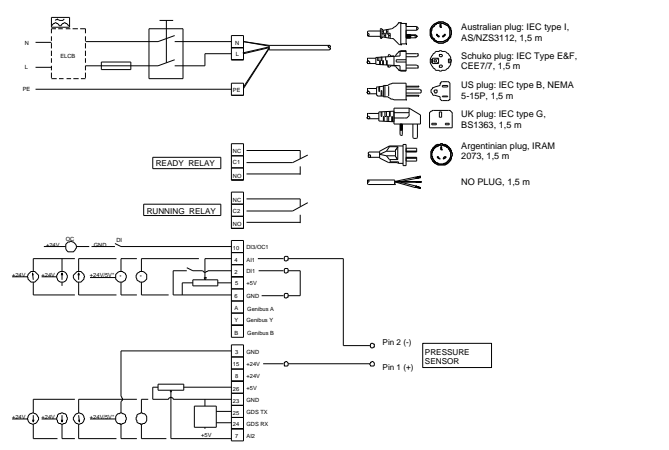 N
L
PE
ELCB
N
L
PE
Australian plug: IEC type I,
AS/NZS3112, 1,5 m
Schuko plug: IEC Type E&F,
CEE7/7, 1,5 m
US plug: IEC type B, NEMA
5-15P, 1,5 m
UK plug: IEC type G,
BS1363, 1,5 m
Argentinian plug, IRAM
2073, 1,5 m
NO PLUG, 1,5 m
READY RELAY
NC
C1
NO
RUNNING RELAY
NC
C2
NO
+24V
OC
GND
DI
10 DI3/OC1
4 AI1
2 DI1
5 +5V
6 GND
A Genibus A
Y Genibus Y
B Genibus B
+24V
+24V
+24V/5V
Pin 2 (-)
Pin 1 (+)
PRESSURE
SENSOR
3 GND
15 +24V
8 +24V
26 +5V
23 GND
25 GDS TX
24 GDS RX
7 AI2
+5V
+24V
+24V
+24V/5V